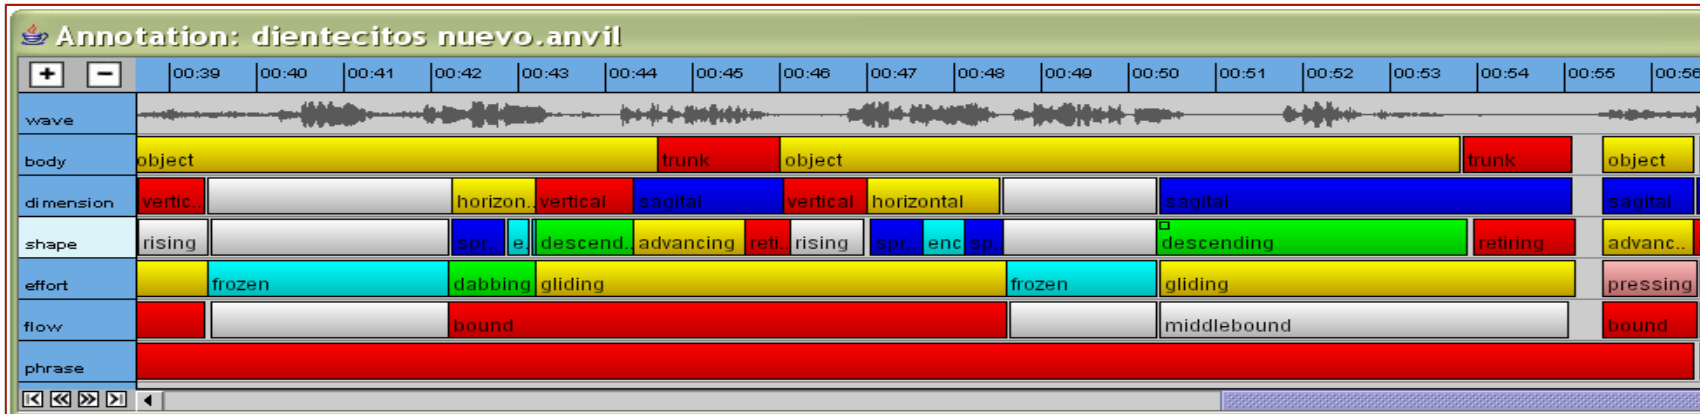 Annotation: dientecitos nuevo.anvil
+ − 00:39 00:40 00:41 00:42 00:43 00:44 00:45 00:46 00:47 00:48 00:49 00:50 00:51 00:52 00:53 00:54 00:55 00:56
wave
body object trunk object trunk object
dimension vertic.. horizon.. vertical sagital vertical horizontal sagital sagital
shape rising spr.. e. descend.. advancing reti.. rising spr.. enc sp.. descending retiring advanc..
effort frozen dabbing gliding frozen gliding pressing
flow bound middlebound bound
phrase